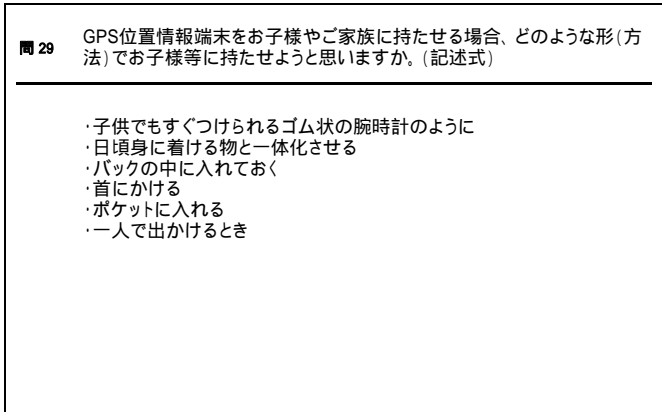 問29 GPS位置情報端末をお子様やご家族に持たせる場合、どのような形(方
法)でお子様等に持たせようと思いますか。(記述式)
・子供でもすぐつけられるゴム状の腕時計のように
・日頃身に着ける物と一体化させる
・バックの中に入れておく
・首にかける
・ポケットに入れる
・一人で出かけるとき